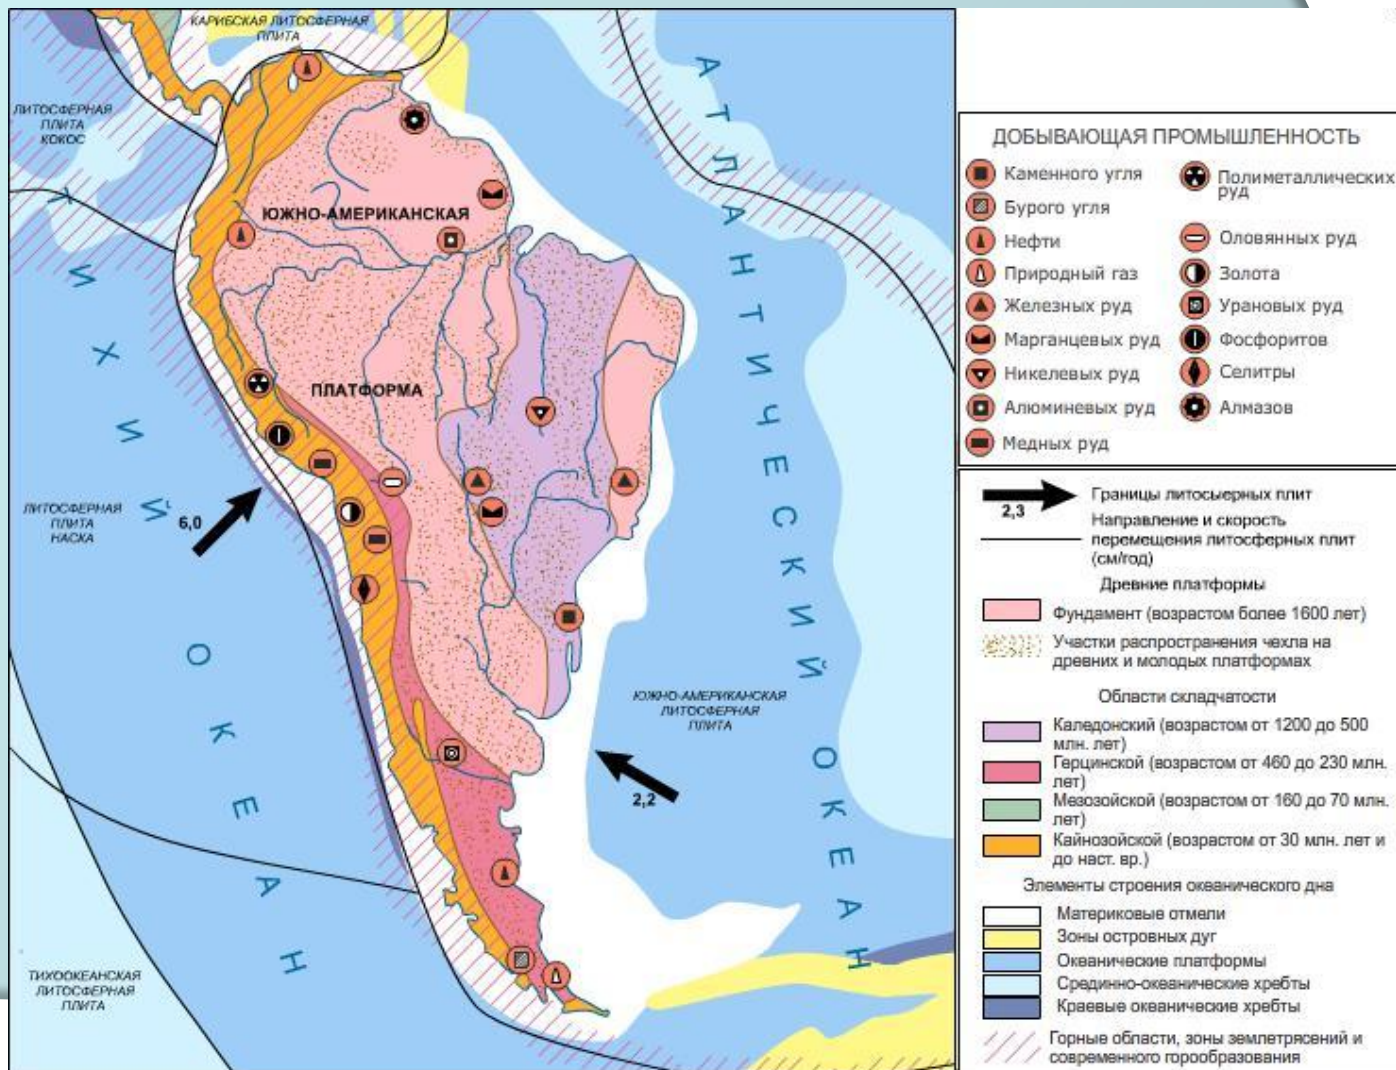 КАРИБСКАЯ ЛИТОСФЕРНАЯ
ПЛИТА
ЛИТОСФЕРНАЯ
ПЛИТА
КОКОС
ЮЖНО-АМЕРИКАНСКАЯ
ПЛАТФОРМА
ТИХИЙ ОКЕАН
АТЛАНТИЧЕСКИЙ ОКЕАН
ЛИТОСФЕРНАЯ
ПЛИТА
НАСКА
6,0
ЮЖНО-АМЕРИКАНСКАЯ
ЛИТОСФЕРНАЯ
ПЛИТА
2,2
ТИХООКЕАНСКАЯ
ЛИТОСФЕРНАЯ
ПЛИТА
ДОБЫВАЮЩАЯ ПРОМЫШЛЕННОСТЬ
Каменного угля
Бурого угля
Нефти
Природный газ
Железных руд
Марганцевых руд
Никелевых руд
Алюминевых руд
Медных руд
Полиметаллических
руд
Оловянных руд
Золота
Урановых руд
Фосфоритов
Селитры
Алмазов
2,3
Границы литосыерных плит
Направление и скорость
перемещения литосферных плит
(см/год)
Древние платформы
Фундамент (возрастом более 1600 лет)
Участки распространения чехла на
древних и молодых платформах
Области складчатости
Каледонский (возрастом от 1200 до 500
млн. лет)
Герцинской (возрастом от 460 до 230 млн.
лет)
Мезозойской (возрастом от 160 до 70 млн.
лет)
Кайнозойской (возрастом от 30 млн. лет и
до наст. вр.)
Элементы строения океанического дна
Материковые отмели
Зоны островных дуг
Океанические платформы
Срединно-океанические хребты
Краевые океанические хребты
Горные области, зоны землетрясений и
современного горообразования